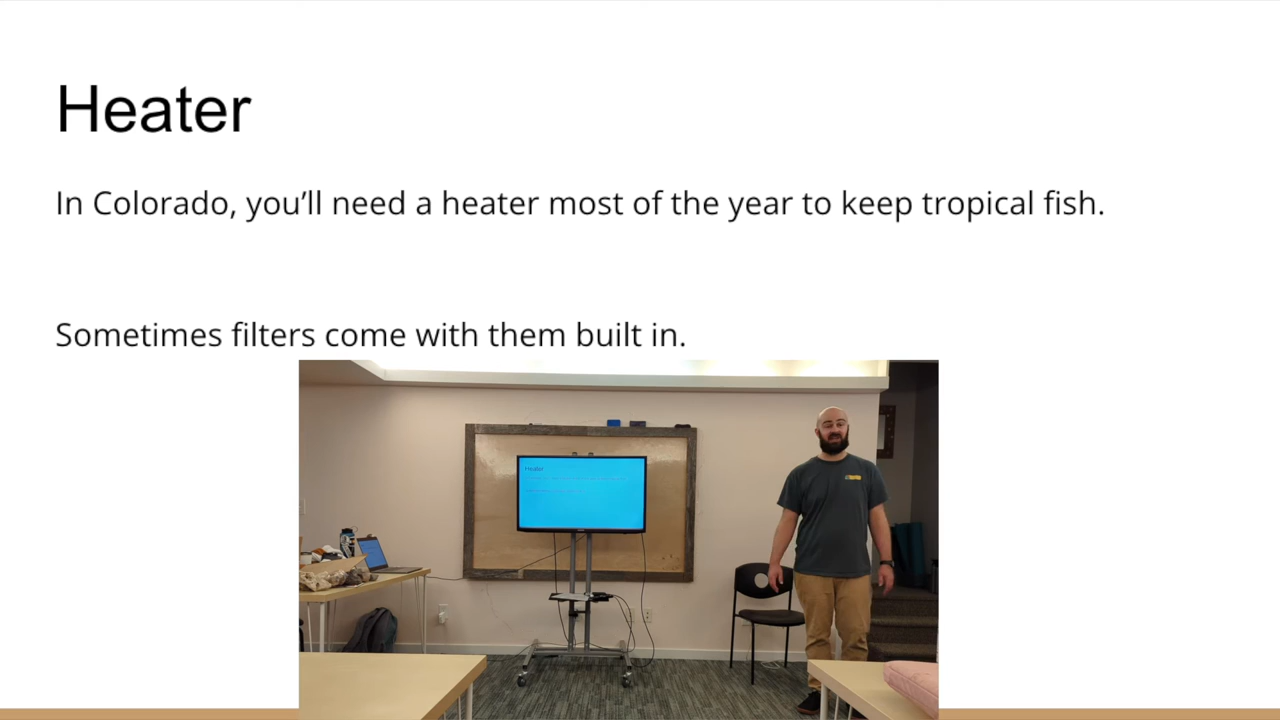 Heater
In Colorado, you’ll need a heater most of the year to keep tropical fish.
Sometimes filters come with them built in.
Heater